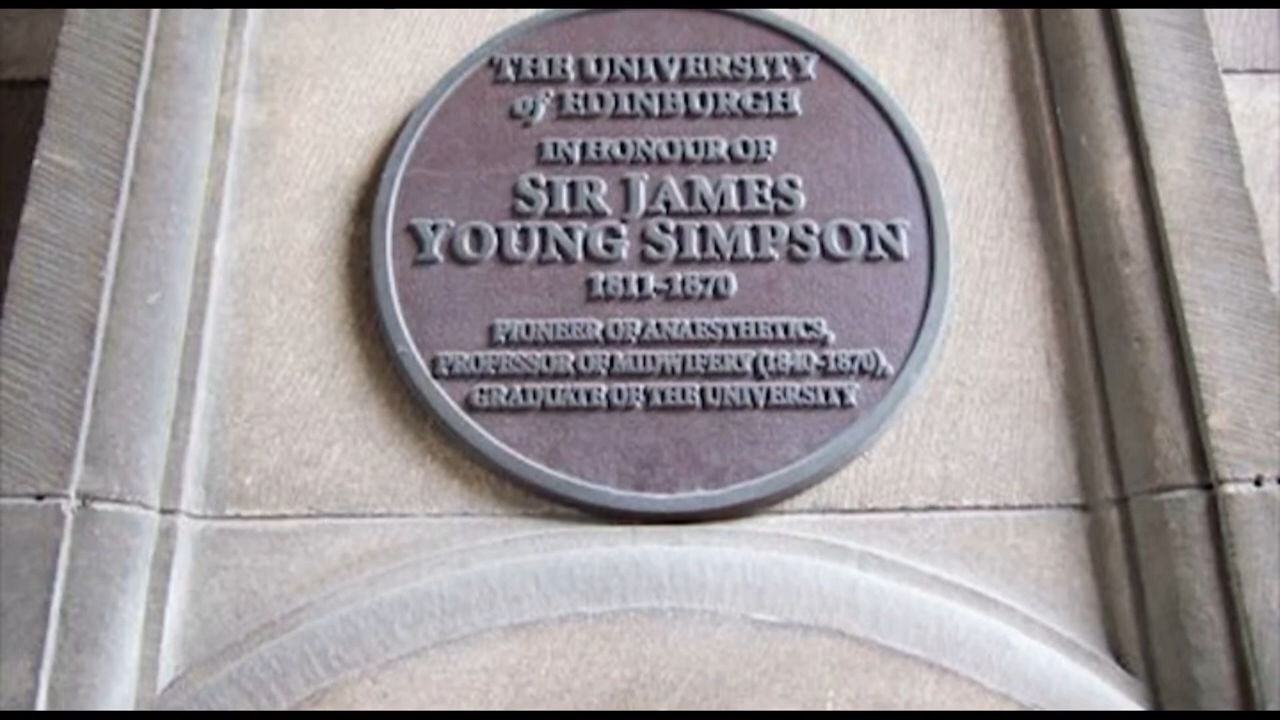 THE UNIVERSITY
of EDINBURGH
IN HONOUR OF
SIR JAMES
YOUNG SIMPSON
1811-1870
PIONEER OF ANAESTHETICS,
PROFESSOR OF MIDWIFERY (1840-1870),
GRADUATE OF THE UNIVERSITY